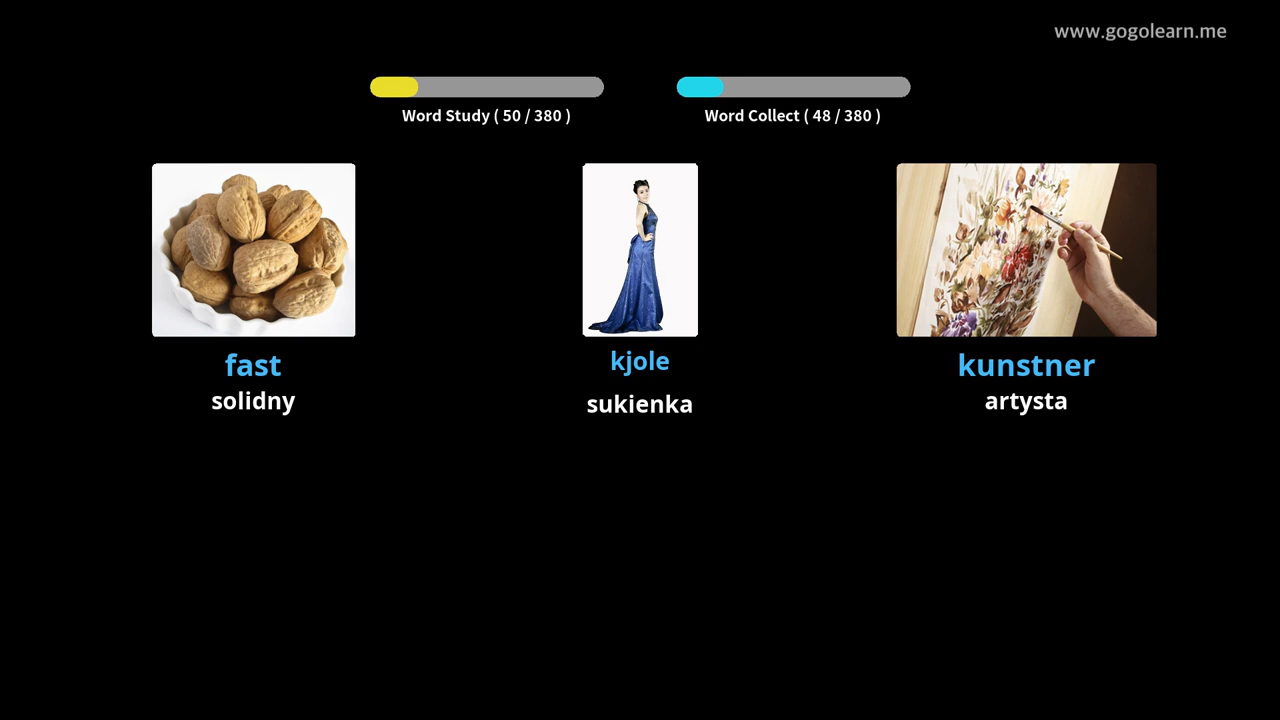 www.gogolearn.me
Word Study ( 50 / 380 )
Word Collect ( 48 / 380 )
fast
solidny
kjole
sukienka
kunstner
artysta